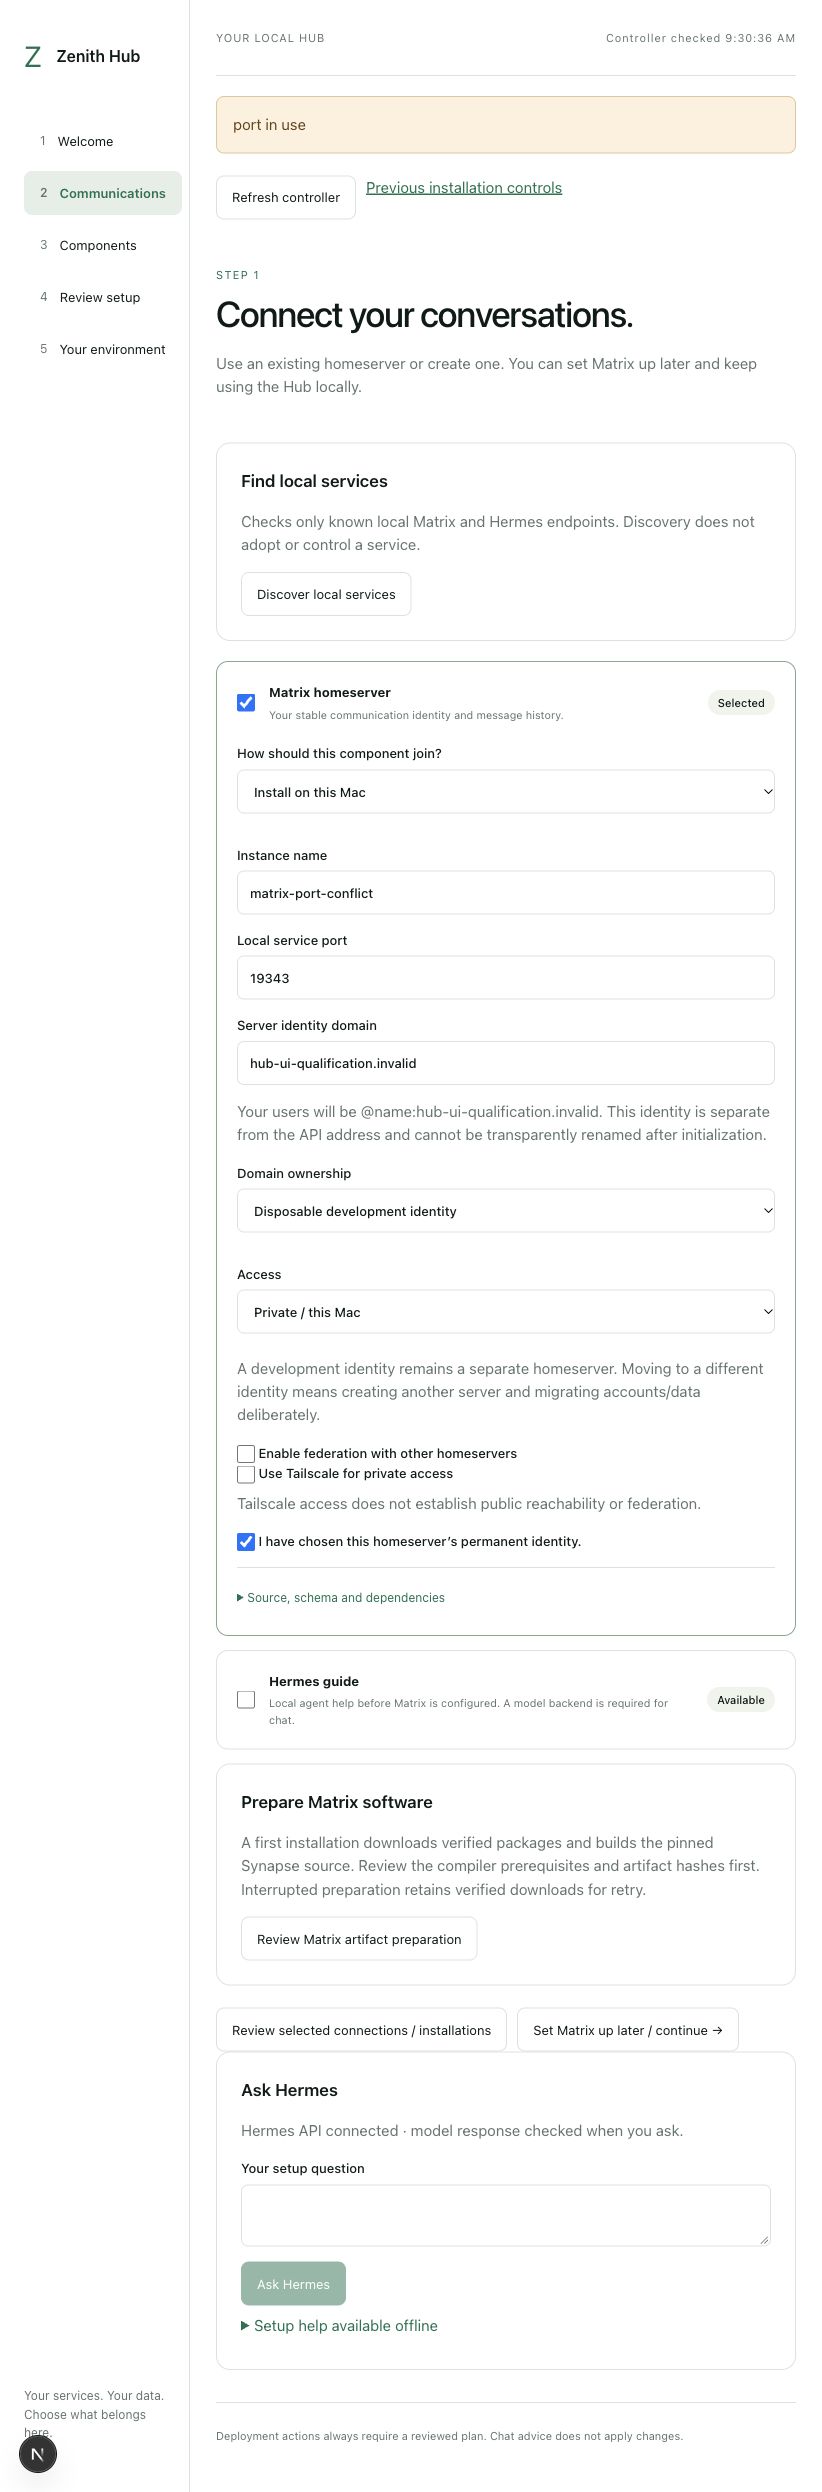 Z Zenith Hub
1 Welcome
2 Communications
3 Components
4 Review setup
5 Your environment
Your services. Your data.
Choose what belongs
here.
N
YOUR LOCAL HUB
Controller checked 9:30:36 AM
port in use
Refresh controller
Previous installation controls
STEP 1
Connect your conversations.
Use an existing homeserver or create one. You can set Matrix up later and keep
using the Hub locally.
Find local services
Checks only known local Matrix and Hermes endpoints. Discovery does not
adopt or control a service.
Discover local services
Matrix homeserver
Your stable communication identity and message history.
Selected
How should this component join?
Install on this Mac
Instance name
matrix-port-conflict
Local service port
19343
Server identity domain
hub-ui-qualification.invalid
Your users will be @name:hub-ui-qualification.invalid. This identity is separate
from the API address and cannot be transparently renamed after initialization.
Domain ownership
Disposable development identity
Access
Private / this Mac
A development identity remains a separate homeserver. Moving to a different
identity means creating another server and migrating accounts/data
deliberately.
Enable federation with other homeservers
Use Tailscale for private access
Tailscale access does not establish public reachability or federation.
I have chosen this homeserver’s permanent identity.
Source, schema and dependencies
Hermes guide
Local agent help before Matrix is configured. A model backend is required for
chat.
Available
Prepare Matrix software
A first installation downloads verified packages and builds the pinned
Synapse source. Review the compiler prerequisites and artifact hashes first.
Interrupted preparation retains verified downloads for retry.
Review Matrix artifact preparation
Review selected connections / installations
Set Matrix up later / continue →
Ask Hermes
Hermes API connected · model response checked when you ask.
Your setup question
Ask Hermes
Setup help available offline
Deployment actions always require a reviewed plan. Chat advice does not apply changes.